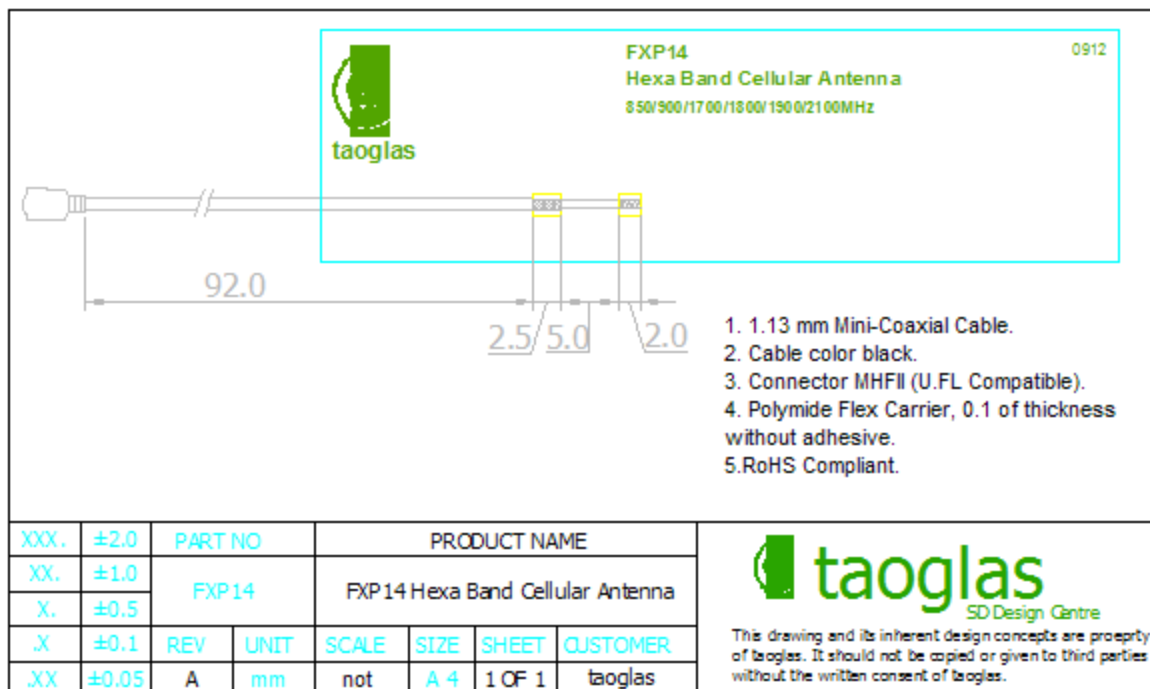 FXP14
0912
Hexa Band Cellular Antenna
850/900/1700/1800/1900/2100MHz
taoglas
92.0
2.5 5.0 2.0
1. 1.13 mm Mini-Coaxial Cable.
2. Cable color black.
3. Connector MHFII (U.FL Compatible).
4. Polymide Flex Carrier, 0.1 of thickness
without adhesive.
5.RoHS Compliant.
XXX. ±2.0 PART NO PRODUCT NAME
XX. ±1.0
FXP14 FXP14 Hexa Band Cellular Antenna
X. ±0.5
.X ±0.1 REV UNIT SCALE SIZE SHEET CUSTOMER
.XX ±0.05 A mm not A 4 1 OF 1 taoglas
taoglas
SD Design Centre
This drawing and its inherent design concepts are proeprty
of taoglas. It should not be copied or given to third parties
without the written consent of taoglas.